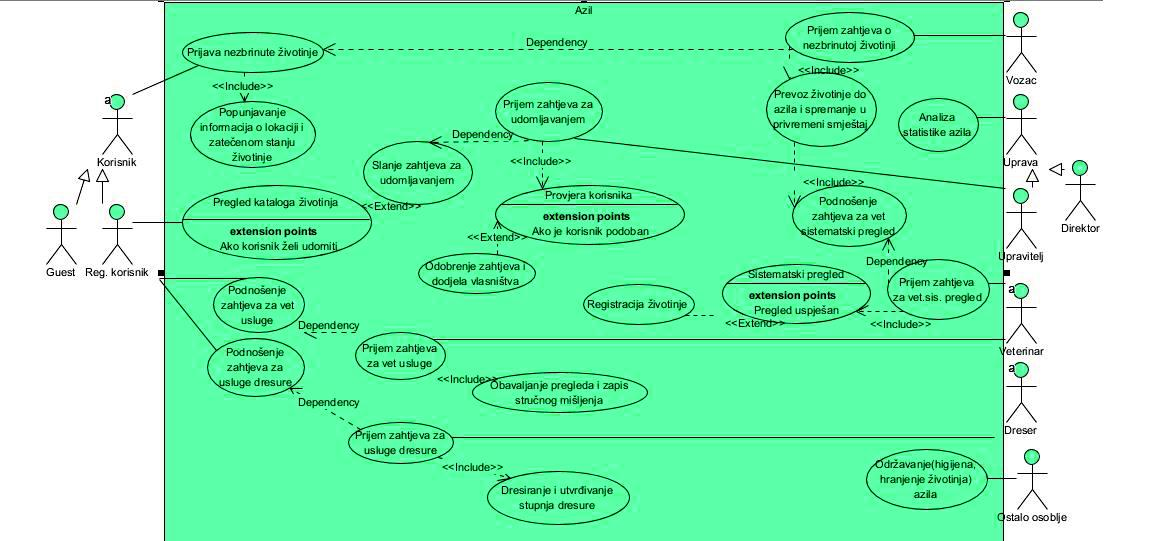 Azil
Prijava nezbrinute životinje
<<Include>>
Popunjavanje
informacija o lokaciji i
zatečenom stanju
životinje
Dependency
Prijem zahtjeva o
nezbrinutoj životinji
<<Include>>
Prevoz životinje do
azila i spremanje u
privremeni smještaj
Analiza
statistike azila
Vozac
Uprava
Direktor
Upravitelj
a
Korisnik
Guest
Reg. korisnik
Prijem zahtjeva za
udomljavanjem
Dependency
<<Include>>
Slanje zahtjeva za
udomljavanjem
<<Extend>>
Pregled kataloga životinja
extension points
Ako korisnik želi udomiti
Provjera korisnika
extension points
Ako je korisnik podoban
<<Extend>>
Odobrenje zahtjeva i
dodjela vlasništva
<<Include>>
Podnošenje
zahtjeva za vet
sistematski pregled
Dependency
Prijem zahtjeva
za vet.sis. pregled
<<Include>>
Sistematski pregled
extension points
Pregled uspješan
<<Extend>>
Registracija životinje
a
Veterinar
a
Dreser
Podnošenje
zahtjeva za vet
usluge
Dependency
Prijem zahtjeva
za vet usluge
<<Include>>
Obavaljanje pregleda i zapis
stručnog mišljenja
Podnošenje
zahtjeva za
usluge dresure
Dependency
Prijem zahtjeva za
usluge dresure
<<Include>>
Dresiranje i utvrđivanje
stupnja dresure
Održavanje(higijena,
hranjenje životinja)
azila
Ostalo osoblje